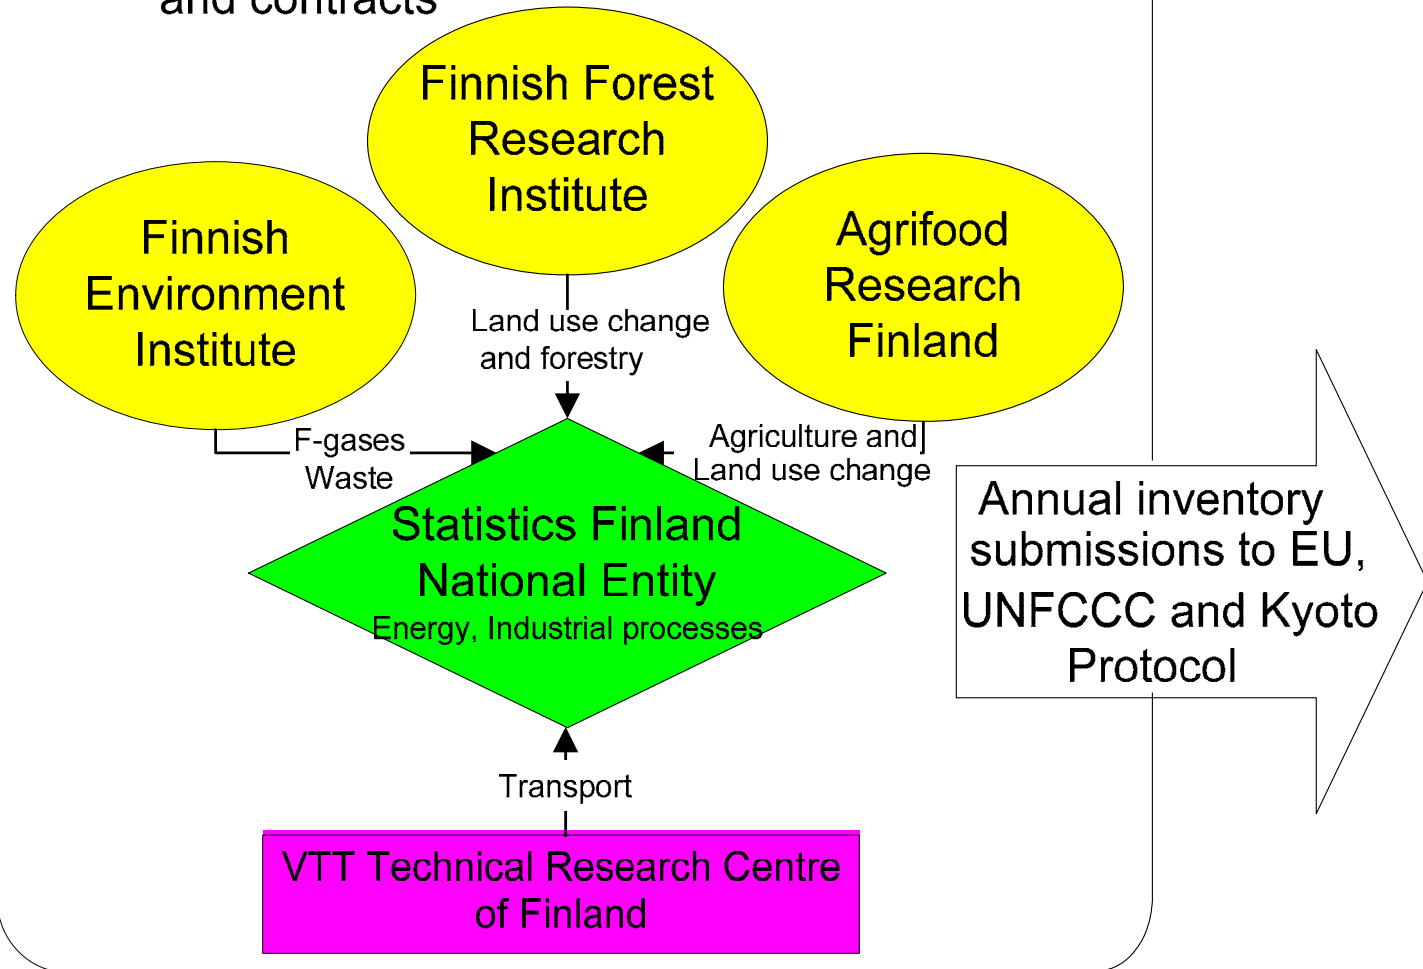 and contracts
Finnish Forest
Research
Institute
Finnish
Environment
Institute
Agrifood
Research
Finland
Land use change
and forestry
F-gases
Waste
Agriculture and
Land use change
Statistics Finland
National Entity
Energy, Industrial processes
Annual inventory
submissions to EU,
UNFCCC and Kyoto
Protocol
Transport
VTT Technical Research Centre
of Finland